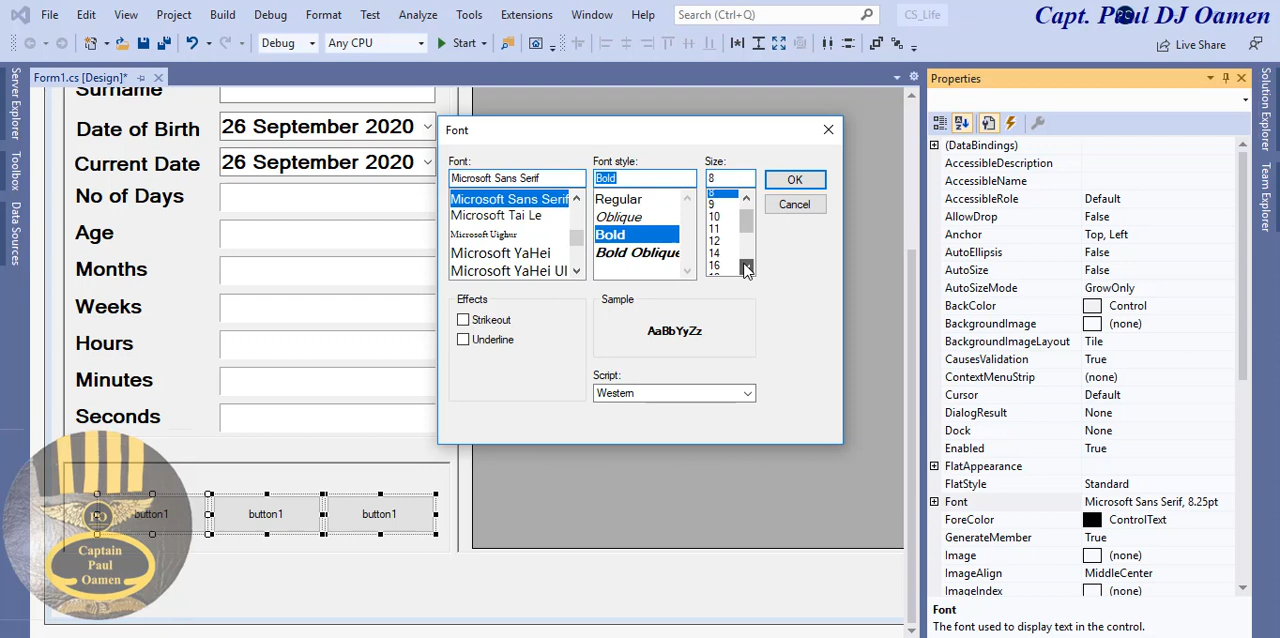 File Edit View Project Build Debug Format Test Analyze Tools Extensions Window Help Search (Ctrl+Q) CS_Life
Capt. Paul DJ Oamen
Debug Any CPU Start Live Share
Form1.cs [Design]*
Server Explorer
Toolbox
Data Sources
Surname
Date of Birth 26 September 2020
Current Date 26 September 2020
No of Days
Age
Months
Weeks
Hours
Minutes
Seconds
button1 button1 button1
PO
Captain
Paul
Oamen
Font
Font: Font style: Size:
Microsoft Sans Serif Bold 8
Microsoft Sans Serif Regular 8
Microsoft Tai Le Oblique 9
Microsoft Uighur Bold 10
Microsoft YaHei Bold Oblique 11
Microsoft YaHei UI 12
14
16
OK
Cancel
Effects
Strikeout
Underline
Sample
AaBbYyZz
Script:
Western
Properties
(DataBindings)
AccessibleDescription
AccessibleName
AccessibleRole Default
AllowDrop False
Anchor Top, Left
AutoEllipsis False
AutoSize False
AutoSizeMode GrowOnly
BackColor Control
BackgroundImage (none)
BackgroundImageLayout Tile
CausesValidation True
ContextMenuStrip (none)
Cursor Default
DialogResult None
Dock None
Enabled True
FlatAppearance
FlatStyle Standard
Font Microsoft Sans Serif, 8.25pt
ForeColor ControlText
GenerateMember True
Image (none)
ImageAlign MiddleCenter
ImageIndex (none)
Font
The font used to display text in the control.
Solution Explorer
Team Explorer